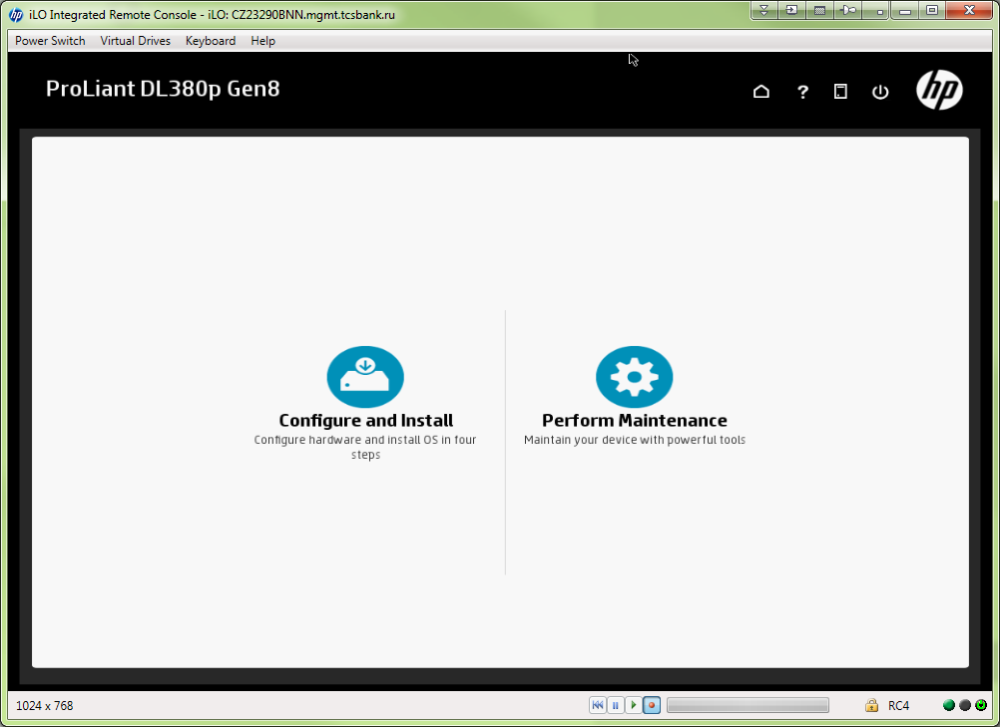 iLO Integrated Remote Console - iLO: CZ23290BNN.mgmt.tcsbank.ru
Power Switch Virtual Drives Keyboard Help
ProLiant DL380p Gen8
?
hp
Configure and Install
Configure hardware and install OS in four
steps
Perform Maintenance
Maintain your device with powerful tools
1024 x 768
RC4